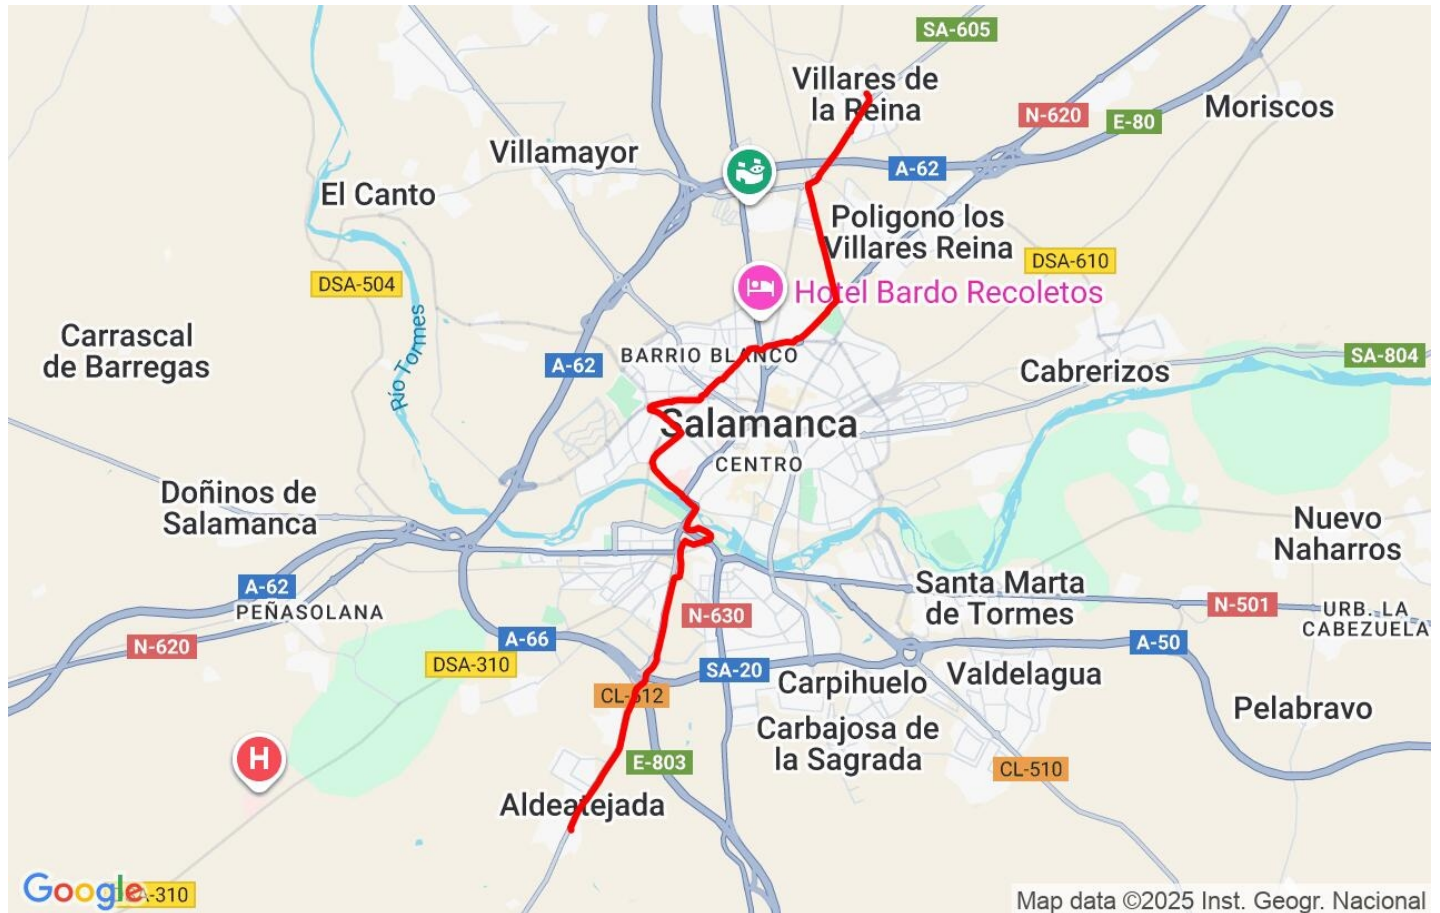 SA-605
Villares de
la Reina
Moriscos
N-620
E-80
Villamayor
A-62
El Canto
Poligono los
Villares Reina
DSA-610
DSA-504
Hotel Bardo Recoletos
Río Tormes
Carrascal
de Barregas
BARRIO BLANCO
A-62
SA-804
Cabrerizos
Salamanca
CENTRO
Doñinos de
Salamanca
Nuevo
Naharros
A-62
PEÑASOLANA
Santa Marta
de Tormes
N-501
URB. LA
CABEZUELA
N-630
N-620
A-66
DSA-310
A-50
SA-20
Carpihuelo
Valdelagua
CL-512
Pelabravo
Carbajosa de
la Sagrada
H
E-803
CL-510
Aldeatejada
Google
DSA-310
Map data ©2025 Inst. Geogr. Nacional